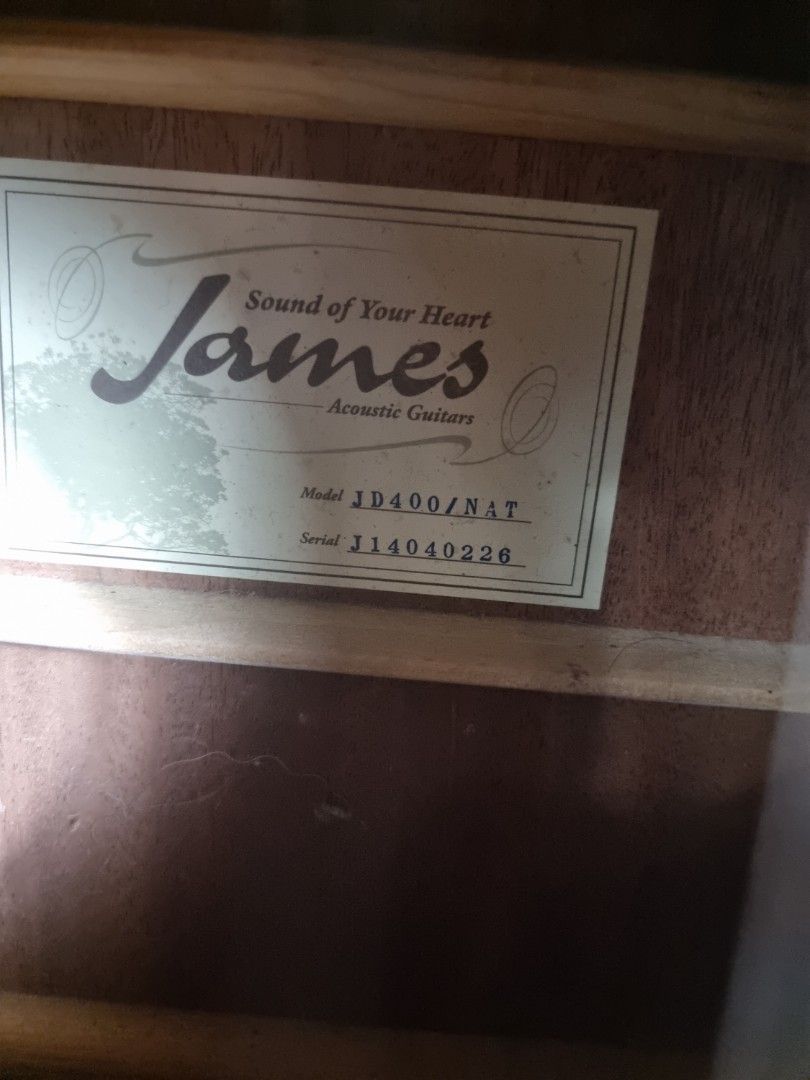 Sound of Your Heart
James
Acoustic Guitars
Model JD400/NAT
Serial J14040226